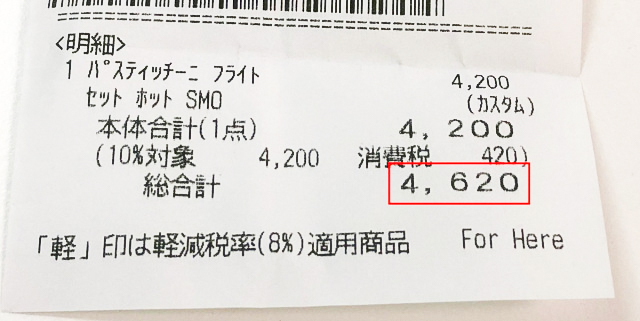 <明細>
1 パスティッチーニ フライト 4,200
セット ホット SMO (カスタム)
本体合計(1点) 4,200
(10%対象 4,200 消費税 420)
総合計 4,620
「軽」印は軽減税率(8%)適用商品 For Here